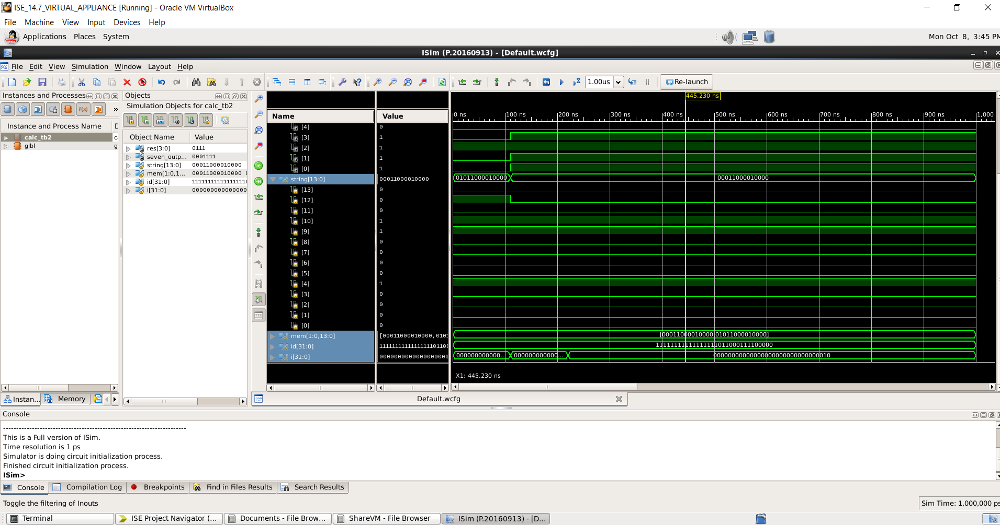 ISE_14.7_VIRTUAL_APPLIANCE [Running] - Oracle VM VirtualBox
File Machine View Input Devices Help
Applications Places System
Mon Oct 8, 3:45 PM
ISim (P.20160913) - [Default.wcfg]
File Edit View Simulation Window Layout Help
1.00us Re-launch
Instances and Processes
Objects
Simulation Objects for calc_tb2
f(x) »
Instance and Process Name
calc_tb2
glbl g
Object Name Value
res[3:0] 0111
seven_outp... 0001111
string[13:0] 00011000010000
mem[1:0,1... 00011000010000
id[31:0]
i[31:0]
Name Value
445.230 ns
0 ns 100 ns 200 ns 300 ns 400 ns 500 ns 600 ns 700 ns 800 ns 900 ns 1,000
[4] 0
[3] 1
[2] 1
[1] 1
[0] 1
string[13:0] 00011000010000 01011000010000 00011000010000
[13] 0
[12] 0
[11] 0
[10] 1
[9] 1
[8] 0
[7] 0
[6] 0
[5] 0
[4] 1
[3] 0
[2] 0
[1] 0
[0] 0
mem[1:0,13:0] [00011000010000,0101 [00011000010000,01011000010000]
id[31:0] 11111111111111111011000111100000
i[31:0] 000000000000... 000000000000... 00000000000000000000000000000010
X1: 445.230 ns
Instan... Memory
Default.wcfg
Console
This is a Full version of ISim.
Time resolution is 1 ps
Simulator is doing circuit initialization process.
Finished circuit initialization process.
ISim>
Console Compilation Log Breakpoints Find in Files Results Search Results
Toggle the filtering of Inouts
Sim Time: 1,000,000 ps
Terminal ISE Project Navigator (... Documents - File Brow... ShareVM - File Browser ISim (P.20160913) - [D...